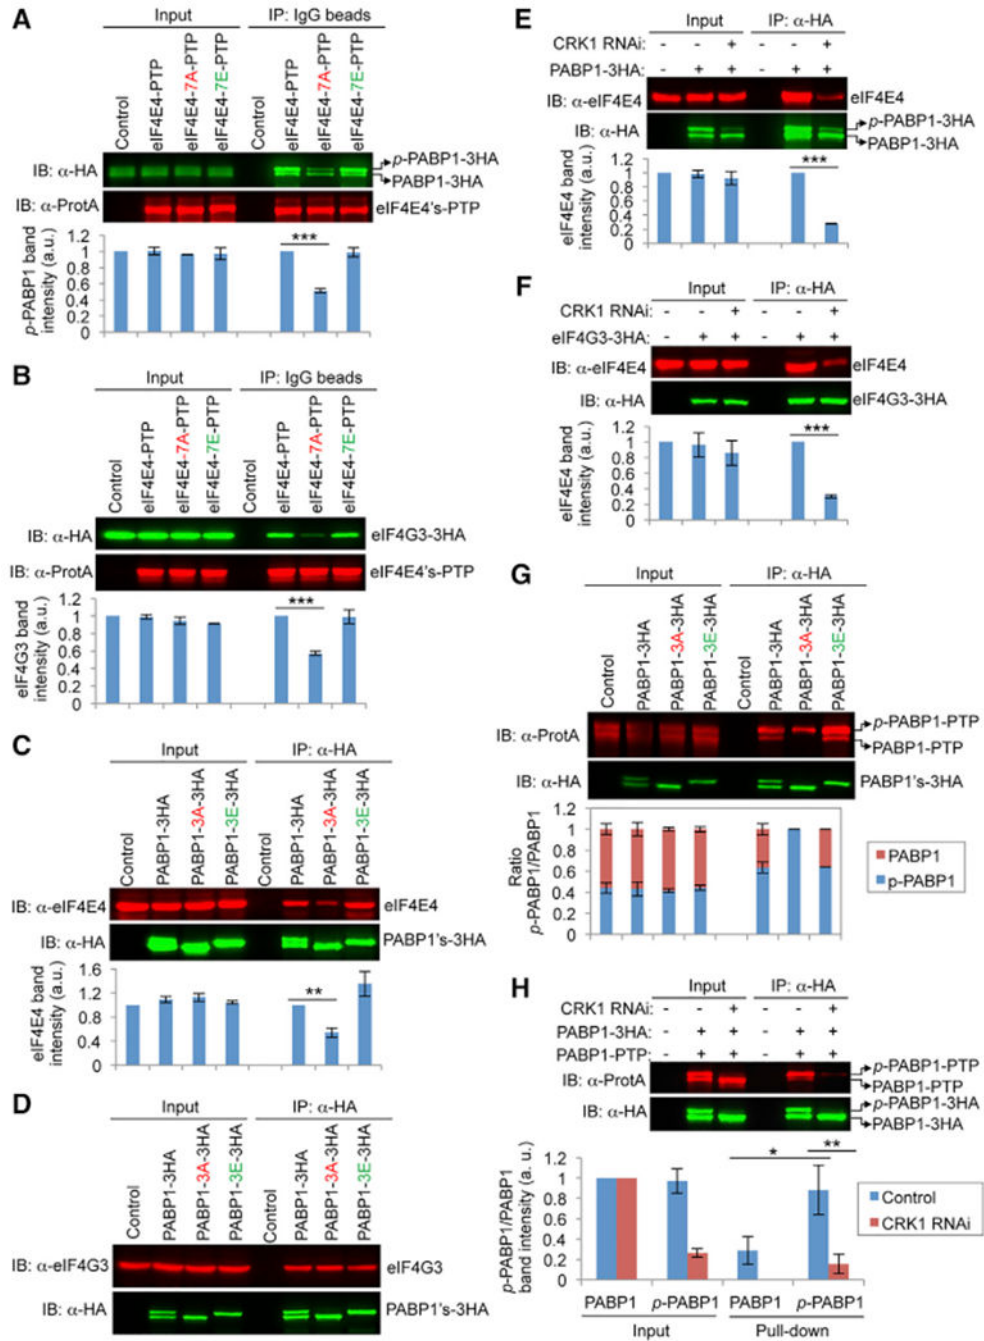 A
Input
IP: IgG beads
Control
eIF4E4-PTP
eIF4E4-7A-PTP
eIF4E4-7E-PTP
Control
eIF4E4-PTP
eIF4E4-7A-PTP
eIF4E4-7E-PTP
IB: α-HA
p-PABP1-3HA
PABP1-3HA
IB: α-ProtA
eIF4E4's-PTP
p-PABP1 band
intensity (a.u.)
1.2
1
0.8
0.6
0.4
0.2
0
***
B
Input
IP: IgG beads
Control
eIF4E4-PTP
eIF4E4-7A-PTP
eIF4E4-7E-PTP
Control
eIF4E4-PTP
eIF4E4-7A-PTP
eIF4E4-7E-PTP
IB: α-HA
eIF4G3-3HA
IB: α-ProtA
eIF4E4's-PTP
eIF4G3 band
intensity (a.u.)
1.2
1
0.8
0.6
0.4
0.2
0
***
C
Input
IP: α-HA
Control
PABP1-3HA
PABP1-3A-3HA
PABP1-3E-3HA
Control
PABP1-3HA
PABP1-3A-3HA
PABP1-3E-3HA
IB: α-eIF4E4
eIF4E4
IB: α-HA
PABP1's-3HA
eIF4E4 band
intensity (a.u.)
1.6
1.2
0.8
0.4
0
**
D
Input
IP: α-HA
Control
PABP1-3HA
PABP1-3A-3HA
PABP1-3E-3HA
Control
PABP1-3HA
PABP1-3A-3HA
PABP1-3E-3HA
IB: α-eIF4G3
eIF4G3
IB: α-HA
PABP1's-3HA
E
Input
IP: α-HA
CRK1 RNAi: - - + - - +
PABP1-3HA: - + + - + +
IB: α-eIF4E4
eIF4E4
IB: α-HA
p-PABP1-3HA
PABP1-3HA
eIF4E4 band
intensity (a.u.)
1.2
1
0.8
0.6
0.4
0.2
0
***
F
Input
IP: α-HA
CRK1 RNAi: - - + - - +
eIF4G3-3HA: - + + - + +
IB: α-eIF4E4
eIF4E4
IB: α-HA
eIF4G3-3HA
eIF4E4 band
intensity (a.u.)
1.2
1
0.8
0.6
0.4
0.2
0
***
G
Input
IP: α-HA
Control
PABP1-3HA
PABP1-3A-3HA
PABP1-3E-3HA
Control
PABP1-3HA
PABP1-3A-3HA
PABP1-3E-3HA
IB: α-ProtA
p-PABP1-PTP
PABP1-PTP
IB: α-HA
PABP1's-3HA
Ratio
p-PABP1/PABP1
1.2
1
0.8
0.6
0.4
0.2
0
PABP1
p-PABP1
H
Input
IP: α-HA
CRK1 RNAi: - - + - - +
PABP1-3HA: - + + - + +
PABP1-PTP: - + + - + +
IB: α-ProtA
p-PABP1-PTP
PABP1-PTP
IB: α-HA
p-PABP1-3HA
PABP1-3HA
p-PABP1/PABP1
band intensity (a. u.)
1.2
1
0.8
0.6
0.4
0.2
0
*
**
Control
CRK1 RNAi
PABP1 p-PABP1 PABP1 p-PABP1
Input
Pull-down